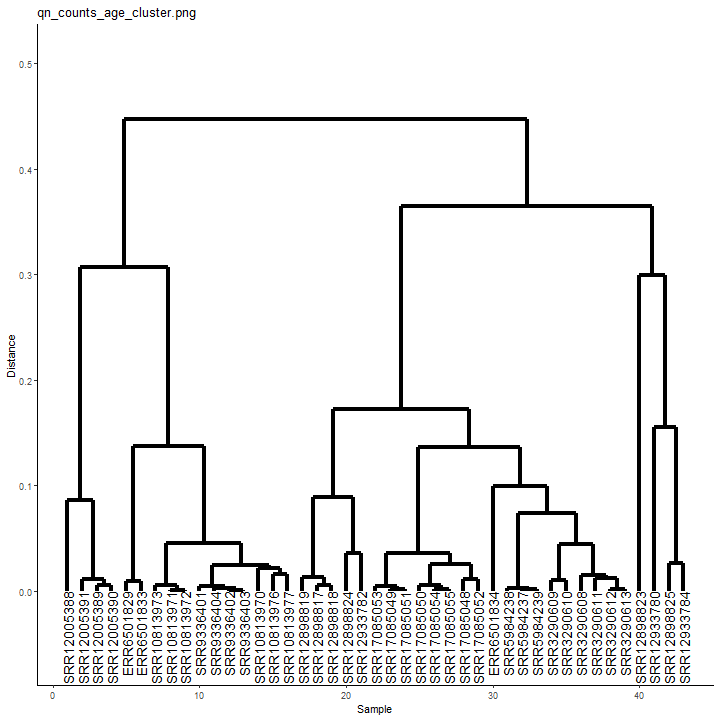 qn_counts_age_cluster.png
0.5
0.4
0.3
0.2
0.1
0.0
Distance
SRR12005388
SRR12005391
SRR12005389
SRR12005390
ERR6501829
ERR6501833
SRR10813973
SRR10813971
SRR10813972
SRR9336401
SRR9336404
SRR9336402
SRR9336403
SRR10813970
SRR10813976
SRR10813977
SRR12898819
SRR12898817
SRR12898818
SRR12898824
SRR12933782
SRR17085053
SRR17085049
SRR17085051
SRR17085050
SRR17085054
SRR17085055
SRR17085048
SRR17085052
ERR6501834
SRR5984238
SRR5984237
SRR5984239
SRR3290609
SRR3290610
SRR3290608
SRR3290611
SRR3290612
SRR3290613
SRR12898823
SRR12933780
SRR12898825
SRR12933784
0 10 20 30 40
Sample